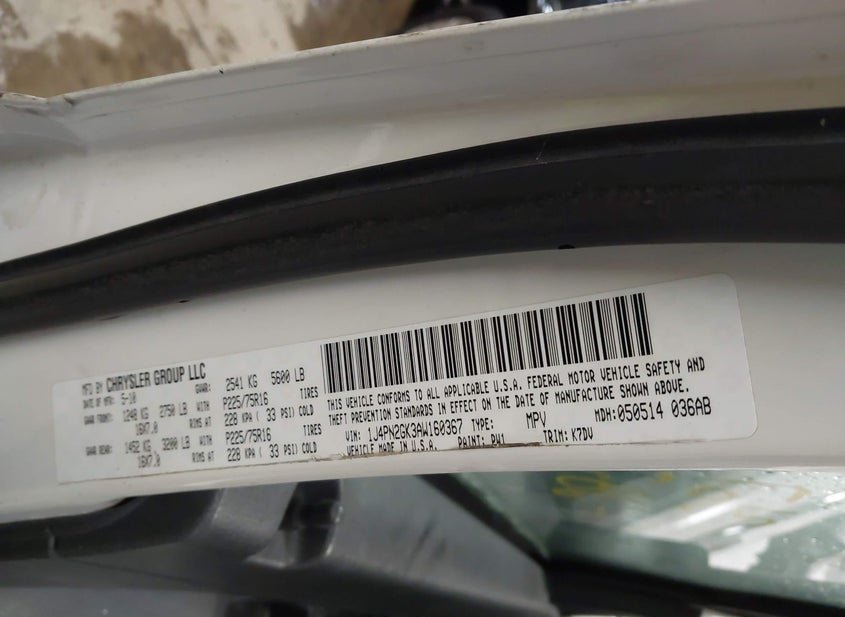 MFD BY CHRYSLER GROUP LLC
DATE OF MFR: 5-10 GVWR: 2541 KG 5600 LB
GAWR FRONT: 1248 KG 2750 LB WITH P225/75R16 TIRES
16X7.0 RIMS AT 228 KPA ( 33 PSI) COLD
GAWR REAR: 1452 KG 3200 LB WITH P225/75R16 TIRES
16X7.0 RIMS AT 228 KPA ( 33 PSI) COLD
THIS VEHICLE CONFORMS TO ALL APPLICABLE U.S.A. FEDERAL MOTOR VEHICLE SAFETY AND
THEFT PREVENTION STANDARDS IN EFFECT ON THE DATE OF MANUFACTURE SHOWN ABOVE.
VIN: 1J4PN2GK3AW160367 TYPE: MPV MDH: 050514 036AB
VEHICLE MADE IN U.S.A. PAINT: PW1 TRIM: K7DV